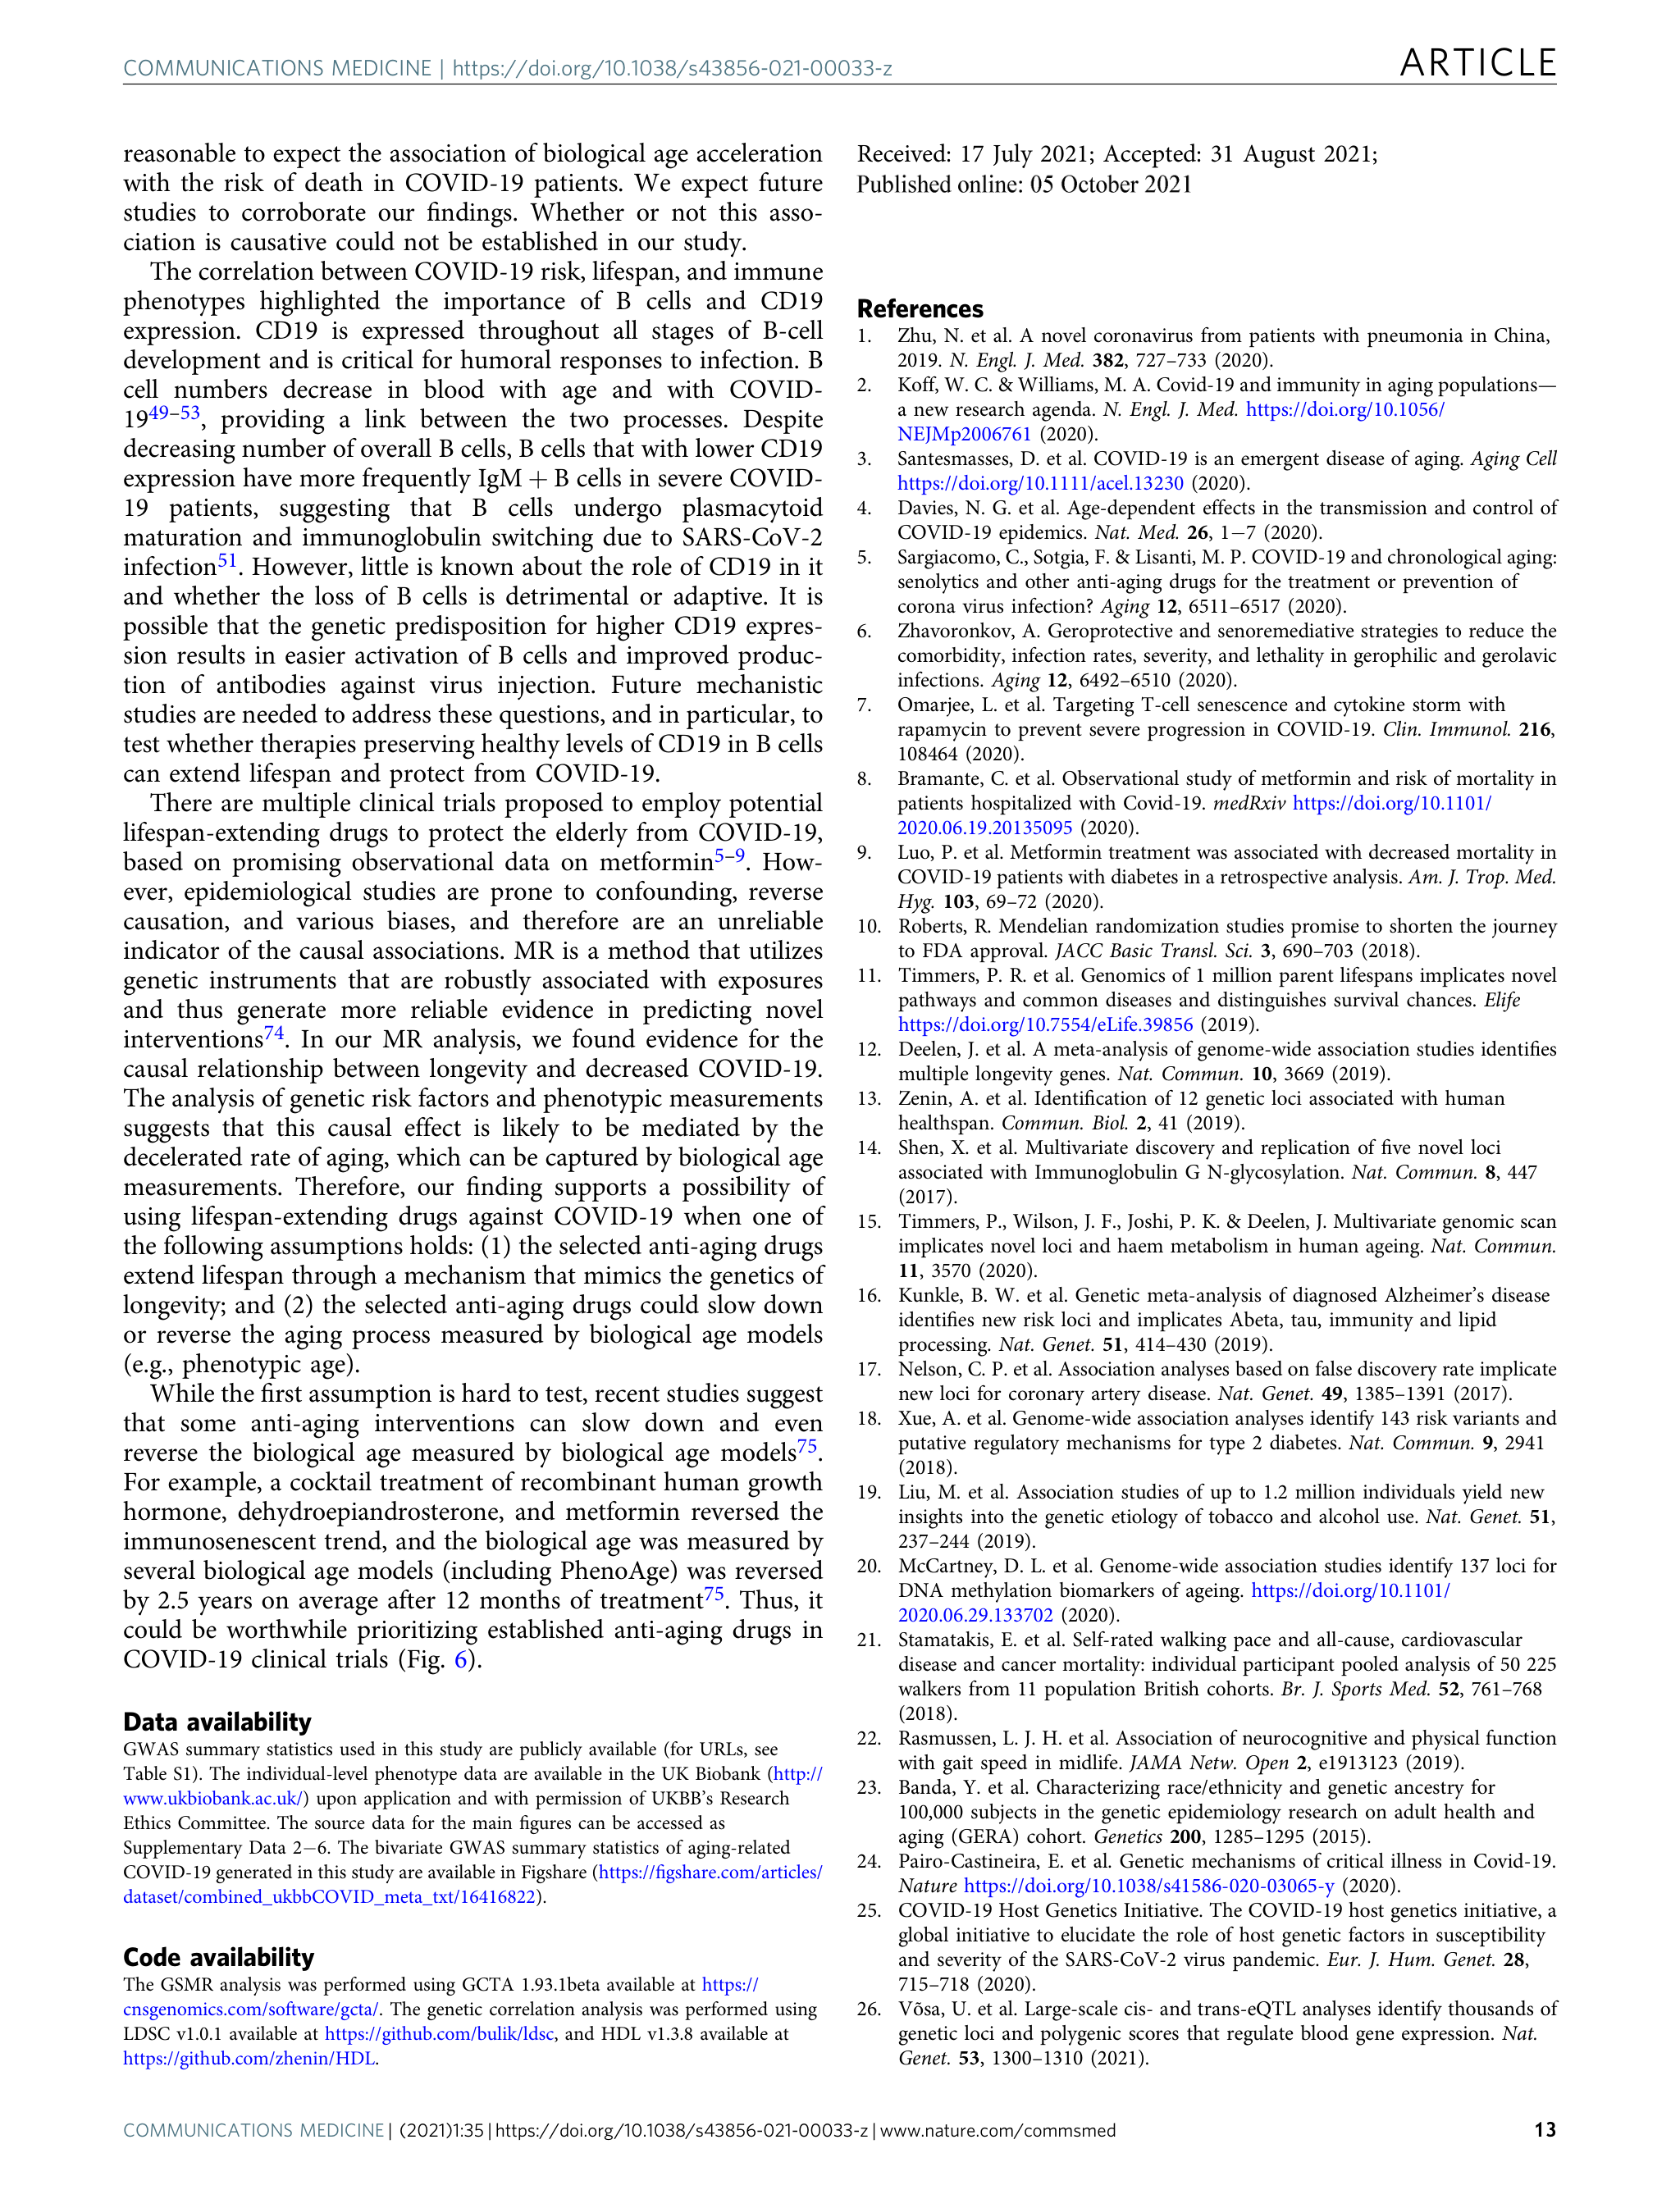 COMMUNICATIONS MEDICINE | https://doi.org/10.1038/s43856-021-00033-z
ARTICLE
reasonable to expect the association of biological age acceleration
with the risk of death in COVID-19 patients. We expect future
studies to corroborate our findings. Whether or not this asso-
ciation is causative could not be established in our study.
The correlation between COVID-19 risk, lifespan, and immune
phenotypes highlighted the importance of B cells and CD19
expression. CD19 is expressed throughout all stages of B-cell
development and is critical for humoral responses to infection. B
cell numbers decrease in blood with age and with COVID-
1949–53, providing a link between the two processes. Despite
decreasing number of overall B cells, B cells that with lower CD19
expression have more frequently IgM + B cells in severe COVID-
19 patients, suggesting that B cells undergo plasmacytoid
maturation and immunoglobulin switching due to SARS-CoV-2
infection51. However, little is known about the role of CD19 in it
and whether the loss of B cells is detrimental or adaptive. It is
possible that the genetic predisposition for higher CD19 expres-
sion results in easier activation of B cells and improved produc-
tion of antibodies against virus injection. Future mechanistic
studies are needed to address these questions, and in particular, to
test whether therapies preserving healthy levels of CD19 in B cells
can extend lifespan and protect from COVID-19.
There are multiple clinical trials proposed to employ potential
lifespan-extending drugs to protect the elderly from COVID-19,
based on promising observational data on metformin5–9. How-
ever, epidemiological studies are prone to confounding, reverse
causation, and various biases, and therefore are an unreliable
indicator of the causal associations. MR is a method that utilizes
genetic instruments that are robustly associated with exposures
and thus generate more reliable evidence in predicting novel
interventions74. In our MR analysis, we found evidence for the
causal relationship between longevity and decreased COVID-19.
The analysis of genetic risk factors and phenotypic measurements
suggests that this causal effect is likely to be mediated by the
decelerated rate of aging, which can be captured by biological age
measurements. Therefore, our finding supports a possibility of
using lifespan-extending drugs against COVID-19 when one of
the following assumptions holds: (1) the selected anti-aging drugs
extend lifespan through a mechanism that mimics the genetics of
longevity; and (2) the selected anti-aging drugs could slow down
or reverse the aging process measured by biological age models
(e.g., phenotypic age).
While the first assumption is hard to test, recent studies suggest
that some anti-aging interventions can slow down and even
reverse the biological age measured by biological age models75.
For example, a cocktail treatment of recombinant human growth
hormone, dehydroepiandrosterone, and metformin reversed the
immunosenescent trend, and the biological age was measured by
several biological age models (including PhenoAge) was reversed
by 2.5 years on average after 12 months of treatment75. Thus, it
could be worthwhile prioritizing established anti-aging drugs in
COVID-19 clinical trials (Fig. 6).
Data availability
GWAS summary statistics used in this study are publicly available (for URLs, see
Table S1). The individual-level phenotype data are available in the UK Biobank (http://
www.ukbiobank.ac.uk/) upon application and with permission of UKBB's Research
Ethics Committee. The source data for the main figures can be accessed as
Supplementary Data 2–6. The bivariate GWAS summary statistics of aging-related
COVID-19 generated in this study are available in Figshare (https://figshare.com/articles/
dataset/combined_ukbbCOVID_meta_txt/16416822).
Code availability
The GSMR analysis was performed using GCTA 1.93.1beta available at https://
cnsgenomics.com/software/gcta/. The genetic correlation analysis was performed using
LDSC v1.0.1 available at https://github.com/bulik/ldsc, and HDL v1.3.8 available at
https://github.com/zhenin/HDL.
Received: 17 July 2021; Accepted: 31 August 2021;
Published online: 05 October 2021
References
1. Zhu, N. et al. A novel coronavirus from patients with pneumonia in China,
2019. N. Engl. J. Med. 382, 727–733 (2020).
2. Koff, W. C. & Williams, M. A. Covid-19 and immunity in aging populations—
a new research agenda. N. Engl. J. Med. https://doi.org/10.1056/
NEJMp2006761 (2020).
3. Santesmasses, D. et al. COVID-19 is an emergent disease of aging. Aging Cell
https://doi.org/10.1111/acel.13230 (2020).
4. Davies, N. G. et al. Age-dependent effects in the transmission and control of
COVID-19 epidemics. Nat. Med. 26, 1–7 (2020).
5. Sargiacomo, C., Sotgia, F. & Lisanti, M. P. COVID-19 and chronological aging:
senolytics and other anti-aging drugs for the treatment or prevention of
corona virus infection? Aging 12, 6511–6517 (2020).
6. Zhavoronkov, A. Geroprotective and senoremediative strategies to reduce the
comorbidity, infection rates, severity, and lethality in gerophilic and gerolavic
infections. Aging 12, 6492–6510 (2020).
7. Omarjee, L. et al. Targeting T-cell senescence and cytokine storm with
rapamycin to prevent severe progression in COVID-19. Clin. Immunol. 216,
108464 (2020).
8. Bramante, C. et al. Observational study of metformin and risk of mortality in
patients hospitalized with Covid-19. medRxiv https://doi.org/10.1101/
2020.06.19.20135095 (2020).
9. Luo, P. et al. Metformin treatment was associated with decreased mortality in
COVID-19 patients with diabetes in a retrospective analysis. Am. J. Trop. Med.
Hyg. 103, 69–72 (2020).
10. Roberts, R. Mendelian randomization studies promise to shorten the journey
to FDA approval. JACC Basic Transl. Sci. 3, 690–703 (2018).
11. Timmers, P. R. et al. Genomics of 1 million parent lifespans implicates novel
pathways and common diseases and distinguishes survival chances. Elife
https://doi.org/10.7554/eLife.39856 (2019).
12. Deelen, J. et al. A meta-analysis of genome-wide association studies identifies
multiple longevity genes. Nat. Commun. 10, 3669 (2019).
13. Zenin, A. et al. Identification of 12 genetic loci associated with human
healthspan. Commun. Biol. 2, 41 (2019).
14. Shen, X. et al. Multivariate discovery and replication of five novel loci
associated with Immunoglobulin G N-glycosylation. Nat. Commun. 8, 447
(2017).
15. Timmers, P., Wilson, J. F., Joshi, P. K. & Deelen, J. Multivariate genomic scan
implicates novel loci and haem metabolism in human ageing. Nat. Commun.
11, 3570 (2020).
16. Kunkle, B. W. et al. Genetic meta-analysis of diagnosed Alzheimer's disease
identifies new risk loci and implicates Abeta, tau, immunity and lipid
processing. Nat. Genet. 51, 414–430 (2019).
17. Nelson, C. P. et al. Association analyses based on false discovery rate implicate
new loci for coronary artery disease. Nat. Genet. 49, 1385–1391 (2017).
18. Xue, A. et al. Genome-wide association analyses identify 143 risk variants and
putative regulatory mechanisms for type 2 diabetes. Nat. Commun. 9, 2941
(2018).
19. Liu, M. et al. Association studies of up to 1.2 million individuals yield new
insights into the genetic etiology of tobacco and alcohol use. Nat. Genet. 51,
237–244 (2019).
20. McCartney, D. L. et al. Genome-wide association studies identify 137 loci for
DNA methylation biomarkers of ageing. https://doi.org/10.1101/
2020.06.29.133702 (2020).
21. Stamatakis, E. et al. Self-rated walking pace and all-cause, cardiovascular
disease and cancer mortality: individual participant pooled analysis of 50 225
walkers from 11 population British cohorts. Br. J. Sports Med. 52, 761–768
(2018).
22. Rasmussen, L. J. H. et al. Association of neurocognitive and physical function
with gait speed in midlife. JAMA Netw. Open 2, e1913123 (2019).
23. Banda, Y. et al. Characterizing race/ethnicity and genetic ancestry for
100,000 subjects in the genetic epidemiology research on adult health and
aging (GERA) cohort. Genetics 200, 1285–1295 (2015).
24. Pairo-Castineira, E. et al. Genetic mechanisms of critical illness in Covid-19.
Nature https://doi.org/10.1038/s41586-020-03065-y (2020).
25. COVID-19 Host Genetics Initiative. The COVID-19 host genetics initiative, a
global initiative to elucidate the role of host genetic factors in susceptibility
and severity of the SARS-CoV-2 virus pandemic. Eur. J. Hum. Genet. 28,
715–718 (2020).
26. Võsa, U. et al. Large-scale cis- and trans-eQTL analyses identify thousands of
genetic loci and polygenic scores that regulate blood gene expression. Nat.
Genet. 53, 1300–1310 (2021).
COMMUNICATIONS MEDICINE | (2021)1:35 | https://doi.org/10.1038/s43856-021-00033-z | www.nature.com/commsmed
13